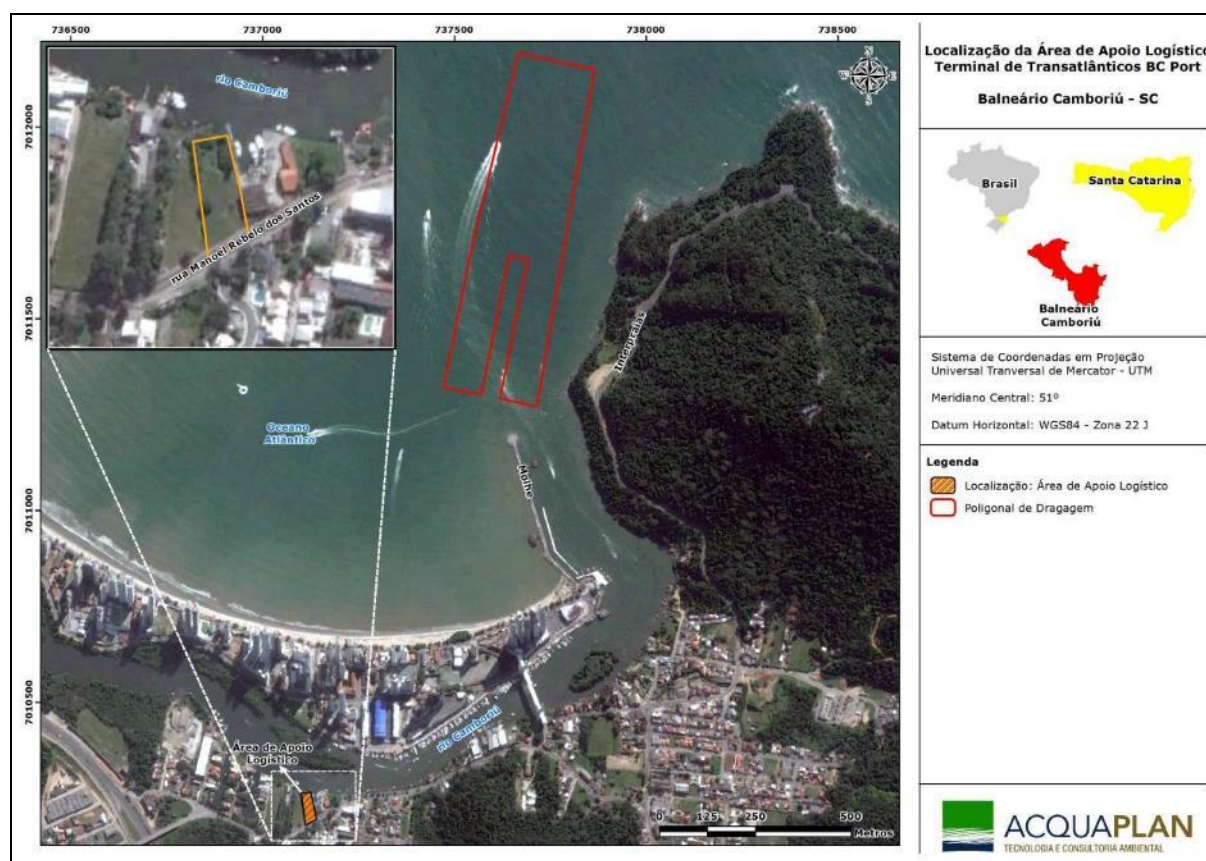 736500
737000
737500
738000
738500
7012000
7011500
7011000
7010500
rio Camboriú
rua Manoel Rebelo dos Santos
N
W
E
S
Interpraias
Oceano
Atlântico
Molhe
Área de Apoio
Logístico
rio Camboriú
0 125 250 500
Metros
Localização da Área de Apoio Logístico
Terminal de Transatlânticos BC Port
Balneário Camboriú - SC
Brasil
Santa Catarina
Balneário
Camboriú
Sistema de Coordenadas em Projeção
Universal Tranversal de Mercator - UTM
Meridiano Central: 51º
Datum Horizontal: WGS84 - Zona 22 J
Legenda
Localização: Área de Apoio Logístico
Poligonal de Dragagem
ACQUAPLAN
TECNOLOGIA E CONSULTORIA AMBIENTAL